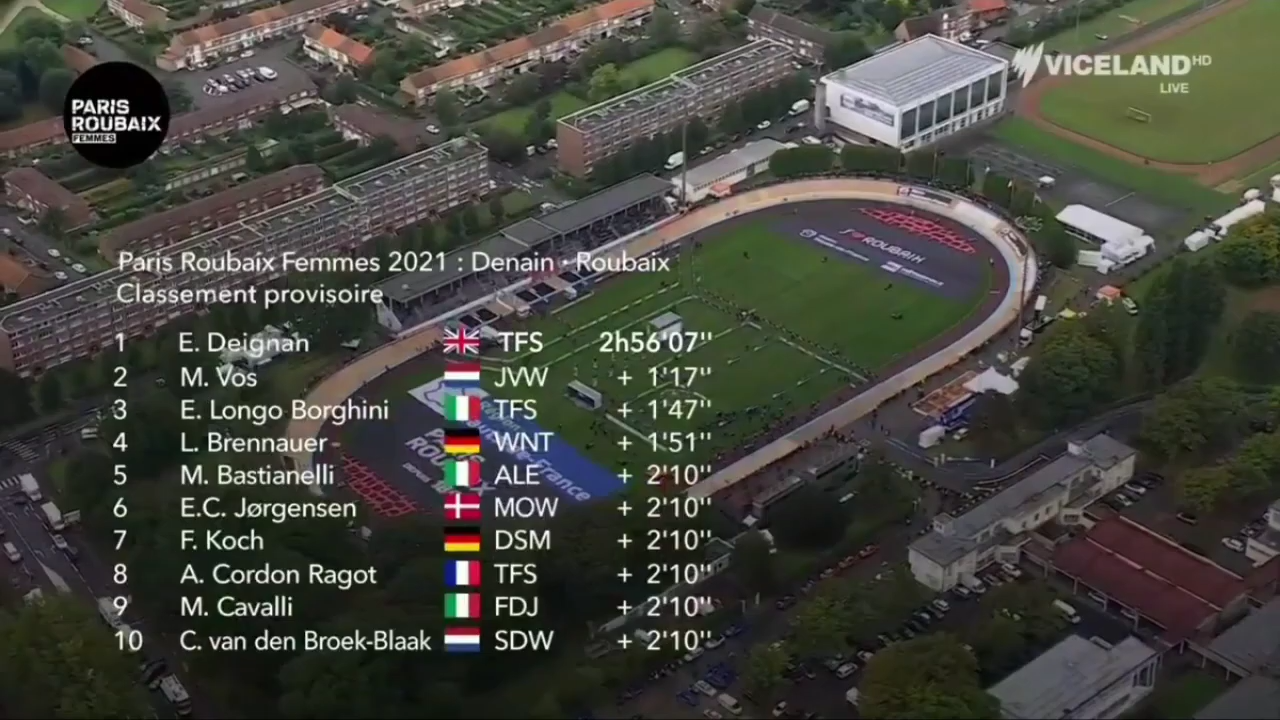 PARIS
ROUBAIX
FEMMES
VICELAND HD
LIVE
Paris Roubaix Femmes 2021 : Denain - Roubaix
Classement provisoire
1 E. Deignan TFS 2h56'07''
2 M. Vos JVW + 1'17''
3 E. Longo Borghini TFS + 1'47''
4 L. Brennauer WNT + 1'51''
5 M. Bastianelli ALE + 2'10''
6 E.C. Jørgensen MOW + 2'10''
7 F. Koch DSM + 2'10''
8 A. Cordon Ragot TFS + 2'10''
9 M. Cavalli FDJ + 2'10''
10 C. van den Broek-Blaak SDW + 2'10''
ROUBAIX